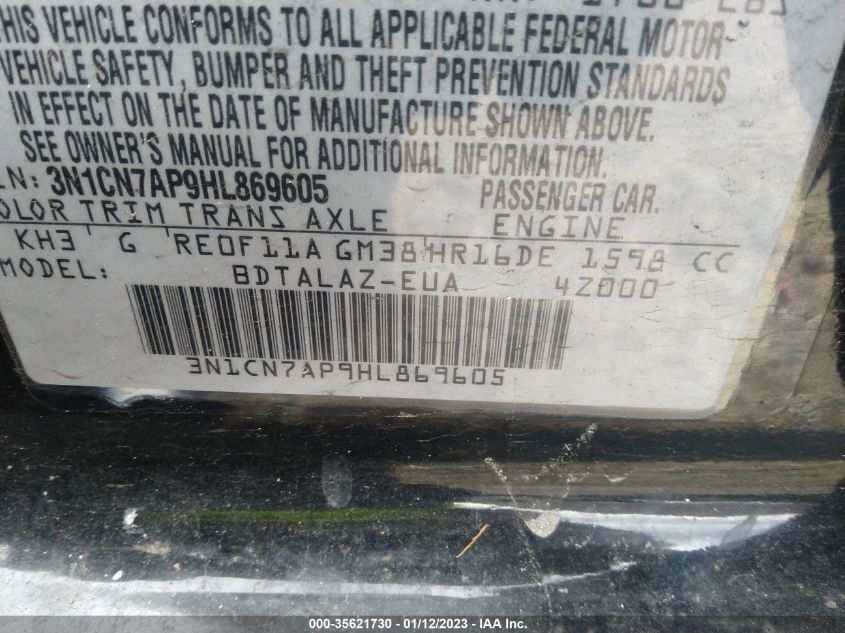 THIS VEHICLE CONFORMS TO ALL APPLICABLE FEDERAL MOTOR
VEHICLE SAFETY, BUMPER AND THEFT PREVENTION STANDARDS
IN EFFECT ON THE DATE OF MANUFACTURE SHOWN ABOVE.
SEE OWNER'S MANUAL FOR ADDITIONAL INFORMATION.
IN: 3N1CN7AP9HL869605 PASSENGER CAR.
OLOR TRIM TRANS AXLE ENGINE
KH3 G RE0F11A GM38 HR16DE 1598 CC
MODEL: BDTALAZ-EUA 4Z000
3N1CN7AP9HL869605
000-35621730 - 01/12/2023 - IAA Inc.